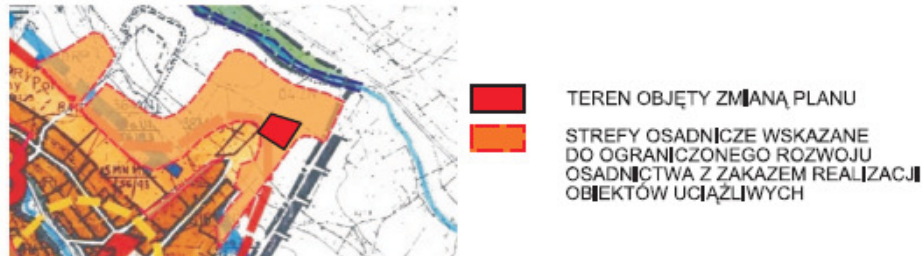 TEREN OBJĘTY ZMIANĄ PLANU
STREFY OSADNICZE WSKAZANE
DO OGRANICZONEGO ROZWOJU
OSADNICTWA Z ZAKAZEM REALIZACJI
OBIEKTÓW UCIĄŻLIWYCH